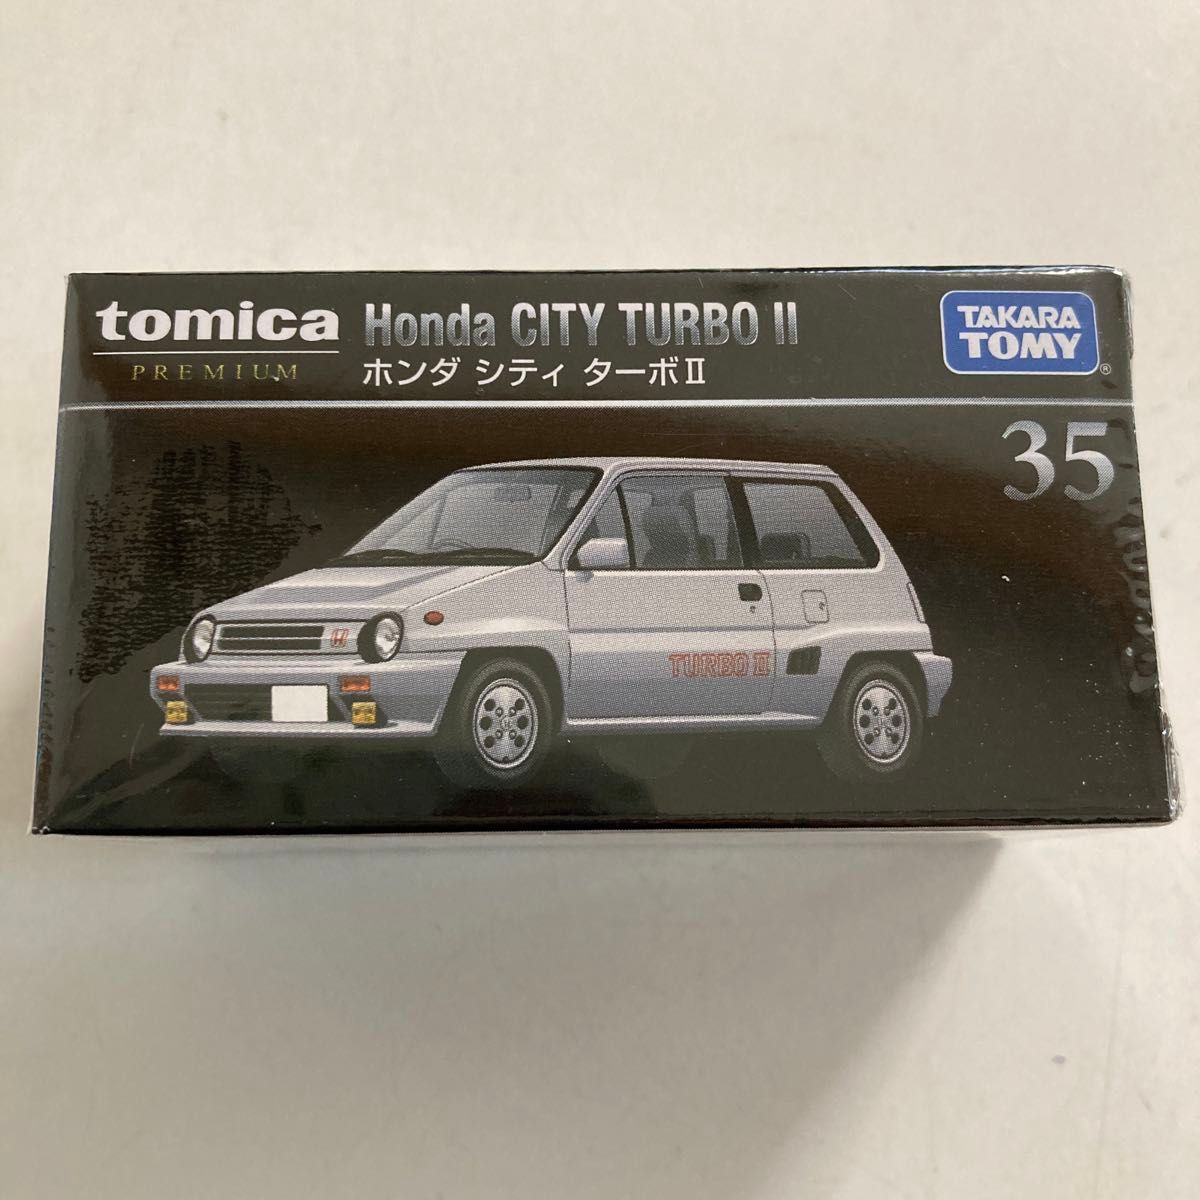 tomica
PREMIUM
Honda CITY TURBO II
ホンダ シティ ターボⅡ
TAKARA
TOMY
®
35
TURBO II